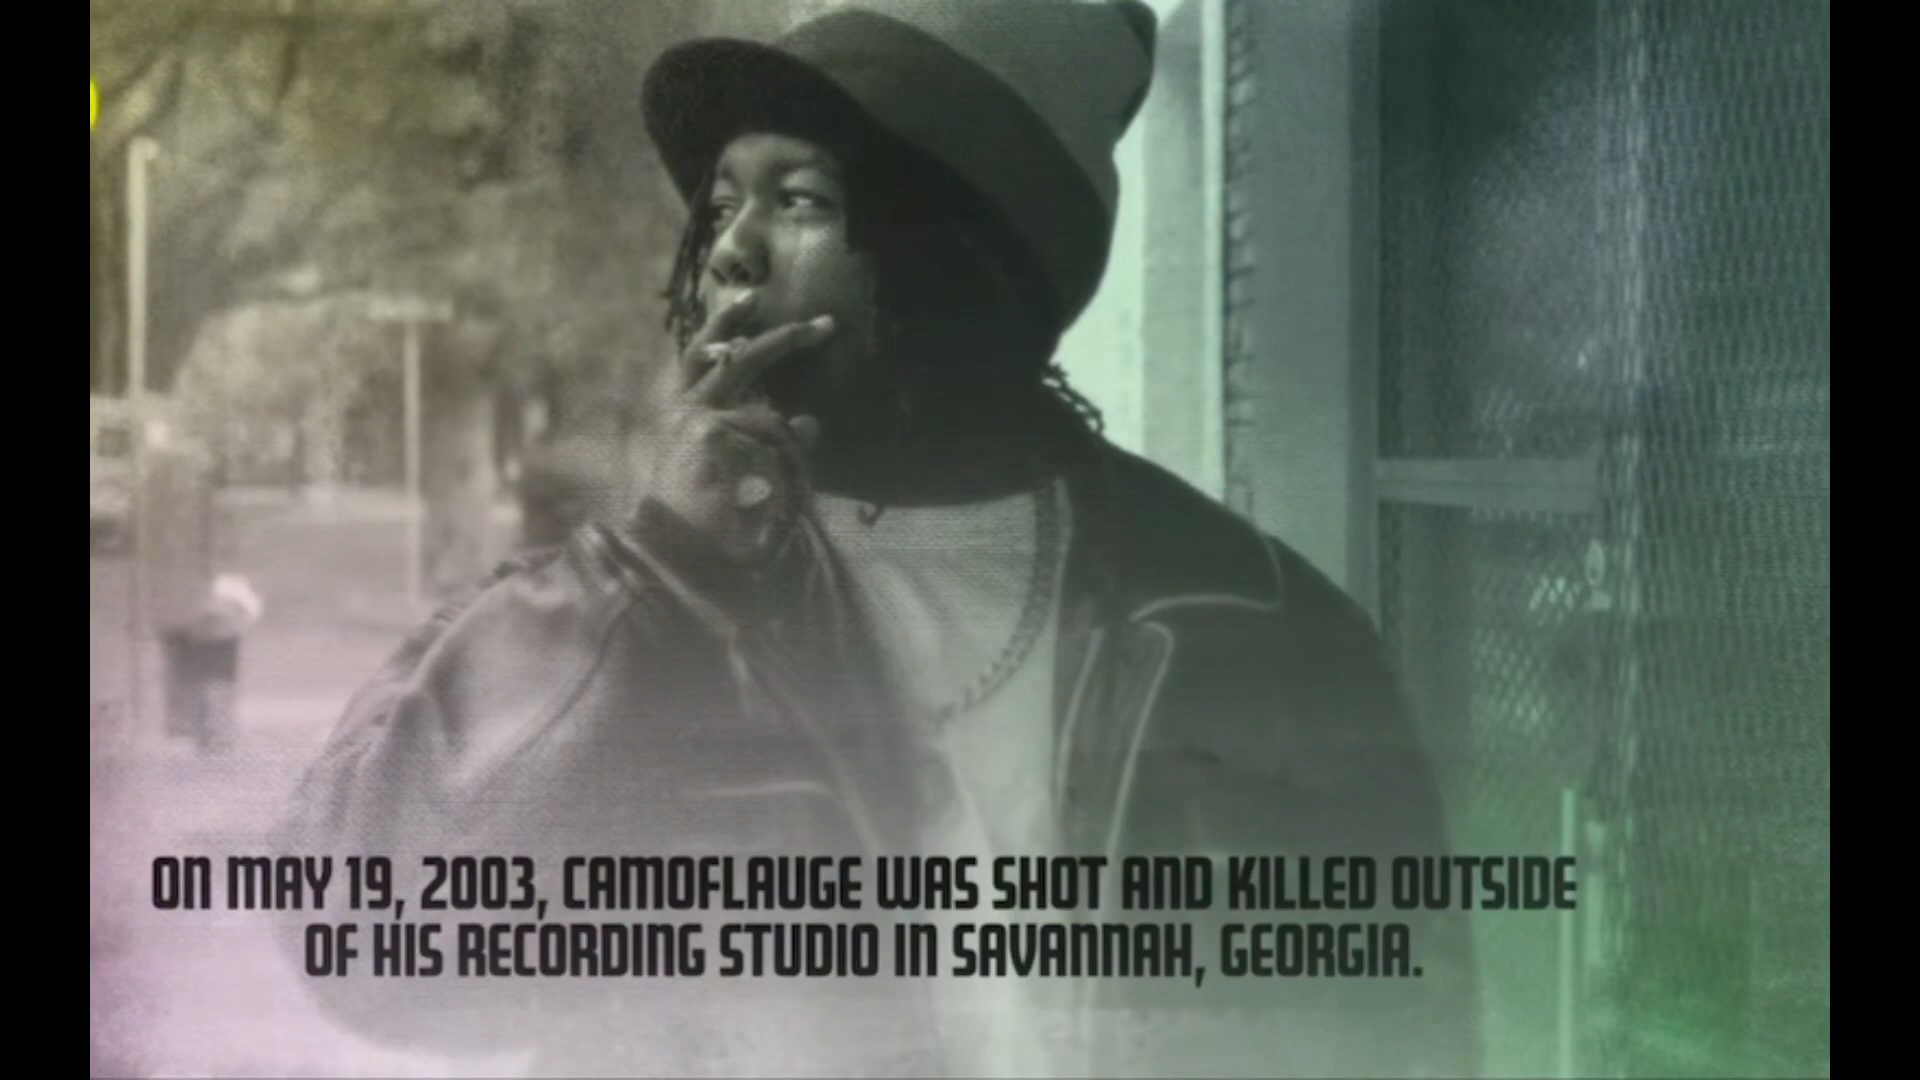 ON MAY 19, 2003, CAMOFLAUGE WAS SHOT AND KILLED OUTSIDE
OF HIS RECORDING STUDIO IN SAVANNAH, GEORGIA.